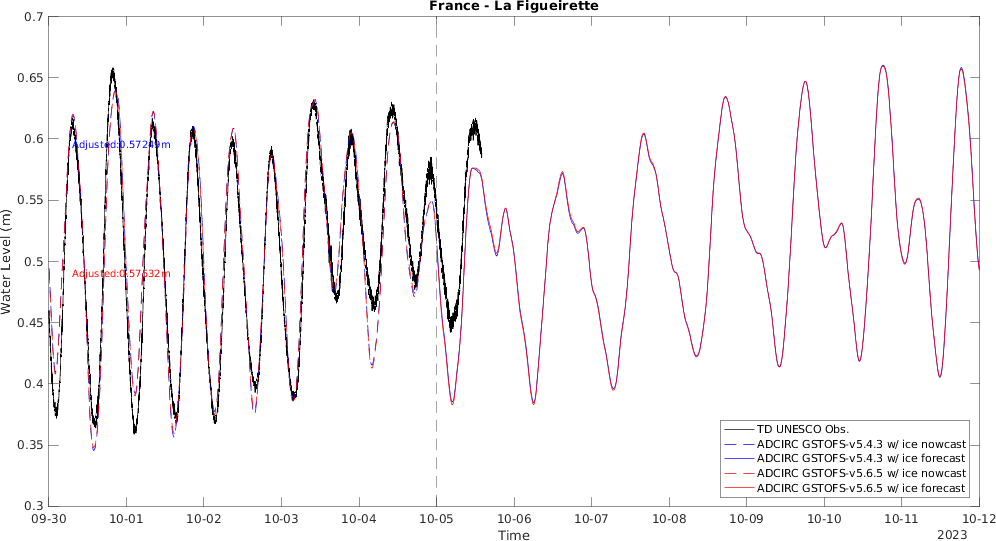 France - La Figueirette
0.7
0.65
0.6
0.55
0.5
0.45
0.4
0.35
0.3
Water Level (m)
Adjusted:0.57249m
Adjusted:0.57632m
TD UNESCO Obs.
ADCIRC GSTOFS-v5.4.3 w/ ice nowcast
ADCIRC GSTOFS-v5.4.3 w/ ice forecast
ADCIRC GSTOFS-v5.6.5 w/ ice nowcast
ADCIRC GSTOFS-v5.6.5 w/ ice forecast
09-30 10-01 10-02 10-03 10-04 10-05 10-06 10-07 10-08 10-09 10-10 10-11 10-12
Time
2023